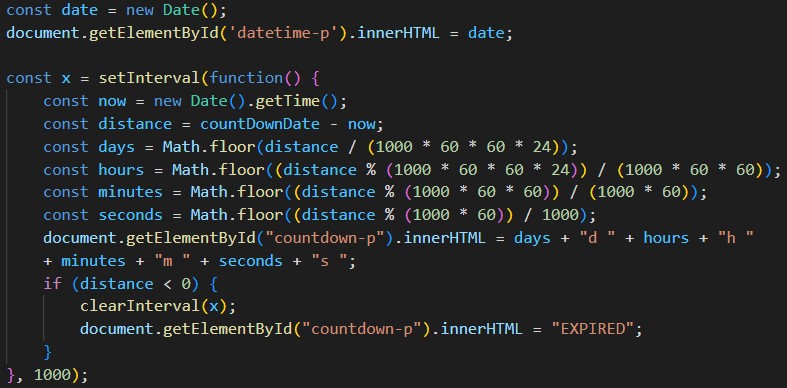 const date = new Date();
document.getElementById('datetime-p').innerHTML = date;

const x = setInterval(function() {
    const now = new Date().getTime();
    const distance = countDownDate - now;
    const days = Math.floor(distance / (1000 * 60 * 60 * 24));
    const hours = Math.floor((distance % (1000 * 60 * 60 * 24)) / (1000 * 60 * 60));
    const minutes = Math.floor((distance % (1000 * 60 * 60)) / (1000 * 60));
    const seconds = Math.floor((distance % (1000 * 60)) / 1000);
    document.getElementById("countdown-p").innerHTML = days + "d " + hours + "h "
    + minutes + "m " + seconds + "s ";
    if (distance < 0) {
        clearInterval(x);
        document.getElementById("countdown-p").innerHTML = "EXPIRED";
    }
}, 1000);